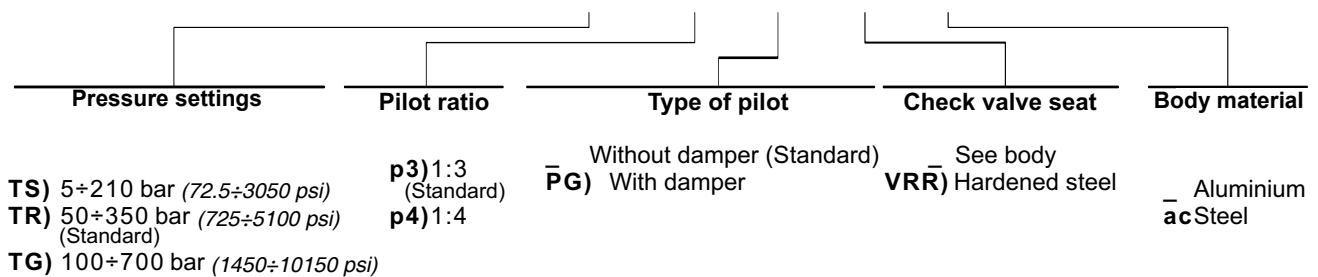 Pressure settings
Pilot ratio
Type of pilot
Check valve seat
Body material
TS) 5÷210 bar (72.5÷3050 psi)
TR) 50÷350 bar (725÷5100 psi)
(Standard)
TG) 100÷700 bar (1450÷10150 psi)
p3)1:3
(Standard)
p4)1:4
_ Without damper (Standard)
PG) With damper
_ See body
VRR) Hardened steel
_ Aluminium
ac Steel